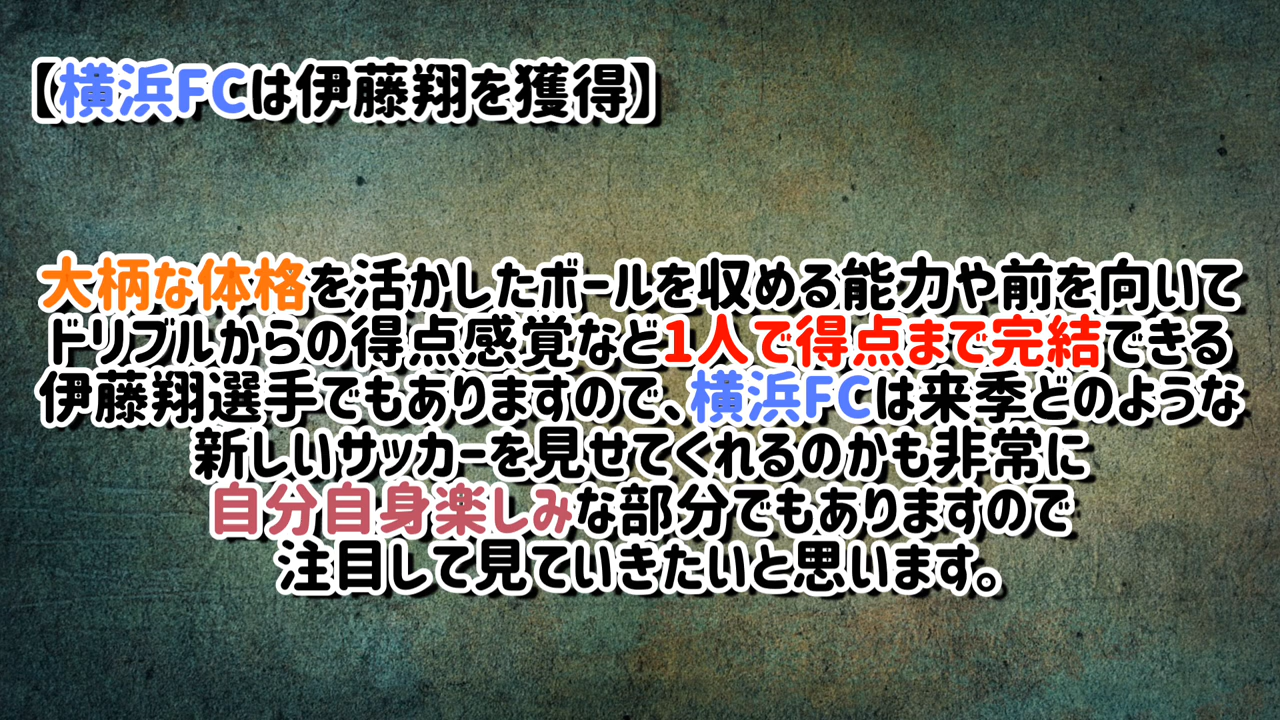 【横浜FCは伊藤翔を獲得】
大柄な体格を活かしたボールを収める能力や前を向いて
ドリブルからの得点感覚など1人で得点まで完結できる
伊藤翔選手でもありますので、横浜FCは来季どのような
新しいサッカーを見せてくれるのかも非常に
自分自身楽しみな部分でもありますので
注目して見ていきたいと思います。